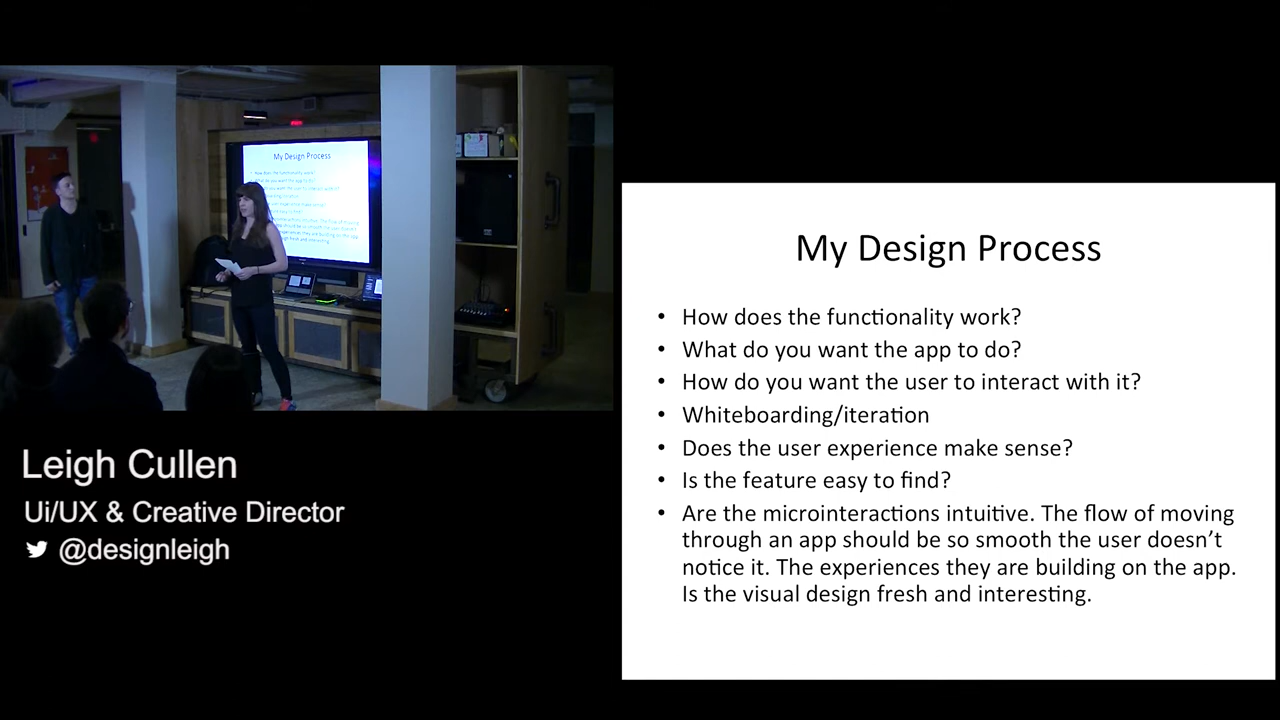 My Design Process
Leigh Cullen
Ui/UX & Creative Director
@designleigh
My Design Process
• How does the functionality work?
• What do you want the app to do?
• How do you want the user to interact with it?
• Whiteboarding/iteration
• Does the user experience make sense?
• Is the feature easy to find?
• Are the microinteractions intuitive. The flow of moving
through an app should be so smooth the user doesn’t
notice it. The experiences they are building on the app.
Is the visual design fresh and interesting.